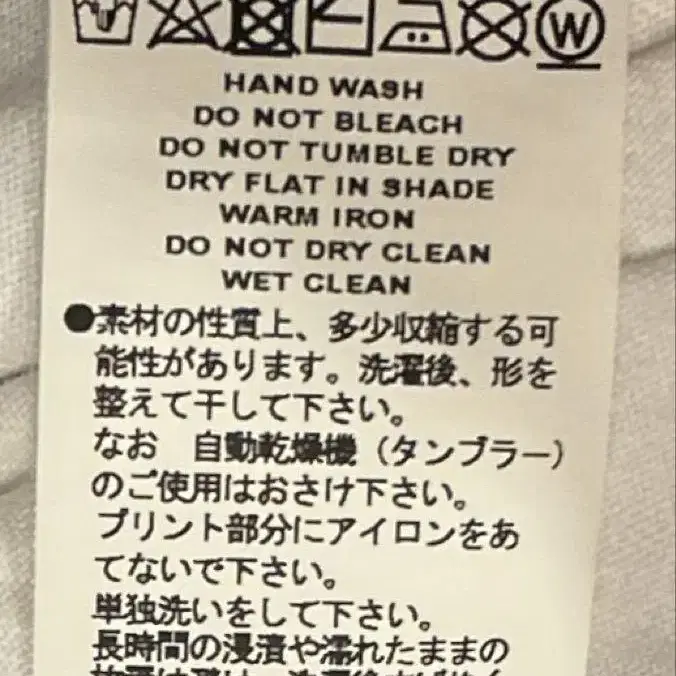 W
HAND WASH
DO NOT BLEACH
DO NOT TUMBLE DRY
DRY FLAT IN SHADE
WARM IRON
DO NOT DRY CLEAN
WET CLEAN
●素材の性質上、多少収縮する可
能性があります。洗濯後、形を
整えて干して下さい。
なお 自動乾燥機（タンブラー）
のご使用はおさけ下さい。
プリント部分にアイロンをあ
てないで下さい。
単独洗いをして下さい。
長時間の浸漬や濡れたままの